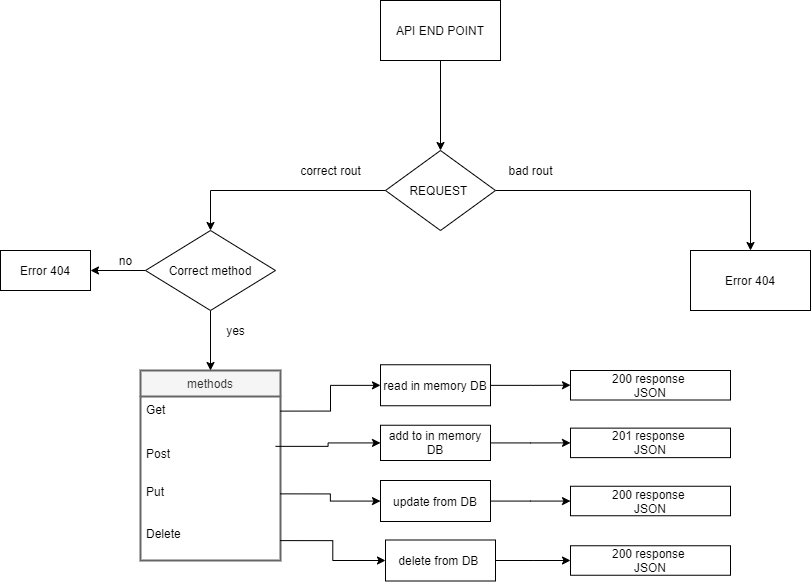 API END POINT
correct rout
bad rout
REQUEST
Error 404
no
Correct method
Error 404
yes
methods
Get
read in memory DB
200 response
JSON
Post
add to in memory
DB
201 response
JSON
Put
update from DB
200 response
JSON
Delete
delete from DB
200 response
JSON